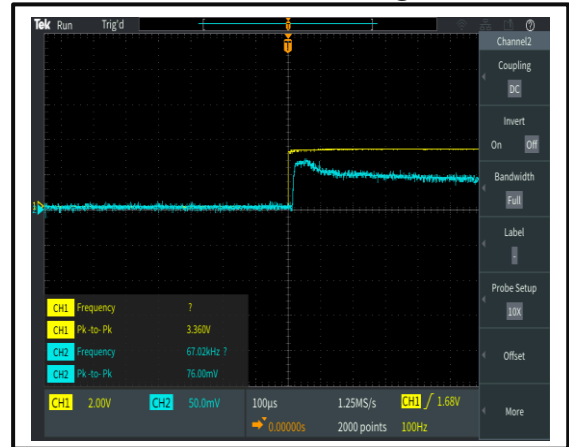 Tek Run Trig'd
T
Channel2
Coupling
DC
Invert
On Off
Bandwidth
Full
Label
-
Probe Setup
10X
Offset
More
CH1 Frequency ?
CH1 Pk-to- Pk 3.360V
CH2 Frequency 67.02kHz ?
CH2 Pk-to- Pk 76.00mV
CH1 2.00V CH2 50.0mV 100µs 1.25MS/s CH1 1.68V
0.00000s 2000 points 100Hz